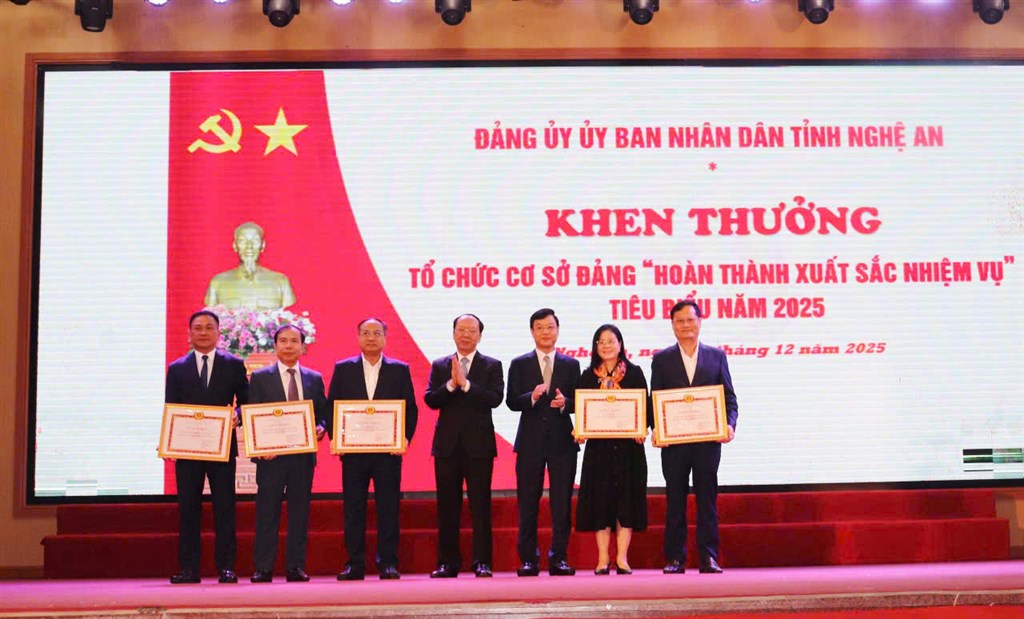 ĐẢNG ỦY ỦY BAN NHÂN DÂN TỈNH NGHỆ AN
*
KHEN THƯỞNG
TỔ CHỨC CƠ SỞ ĐẢNG "HOÀN THÀNH XUẤT SẮC NHIỆM VỤ"
TIÊU BIỂU NĂM 2025
tháng 12 năm 2025